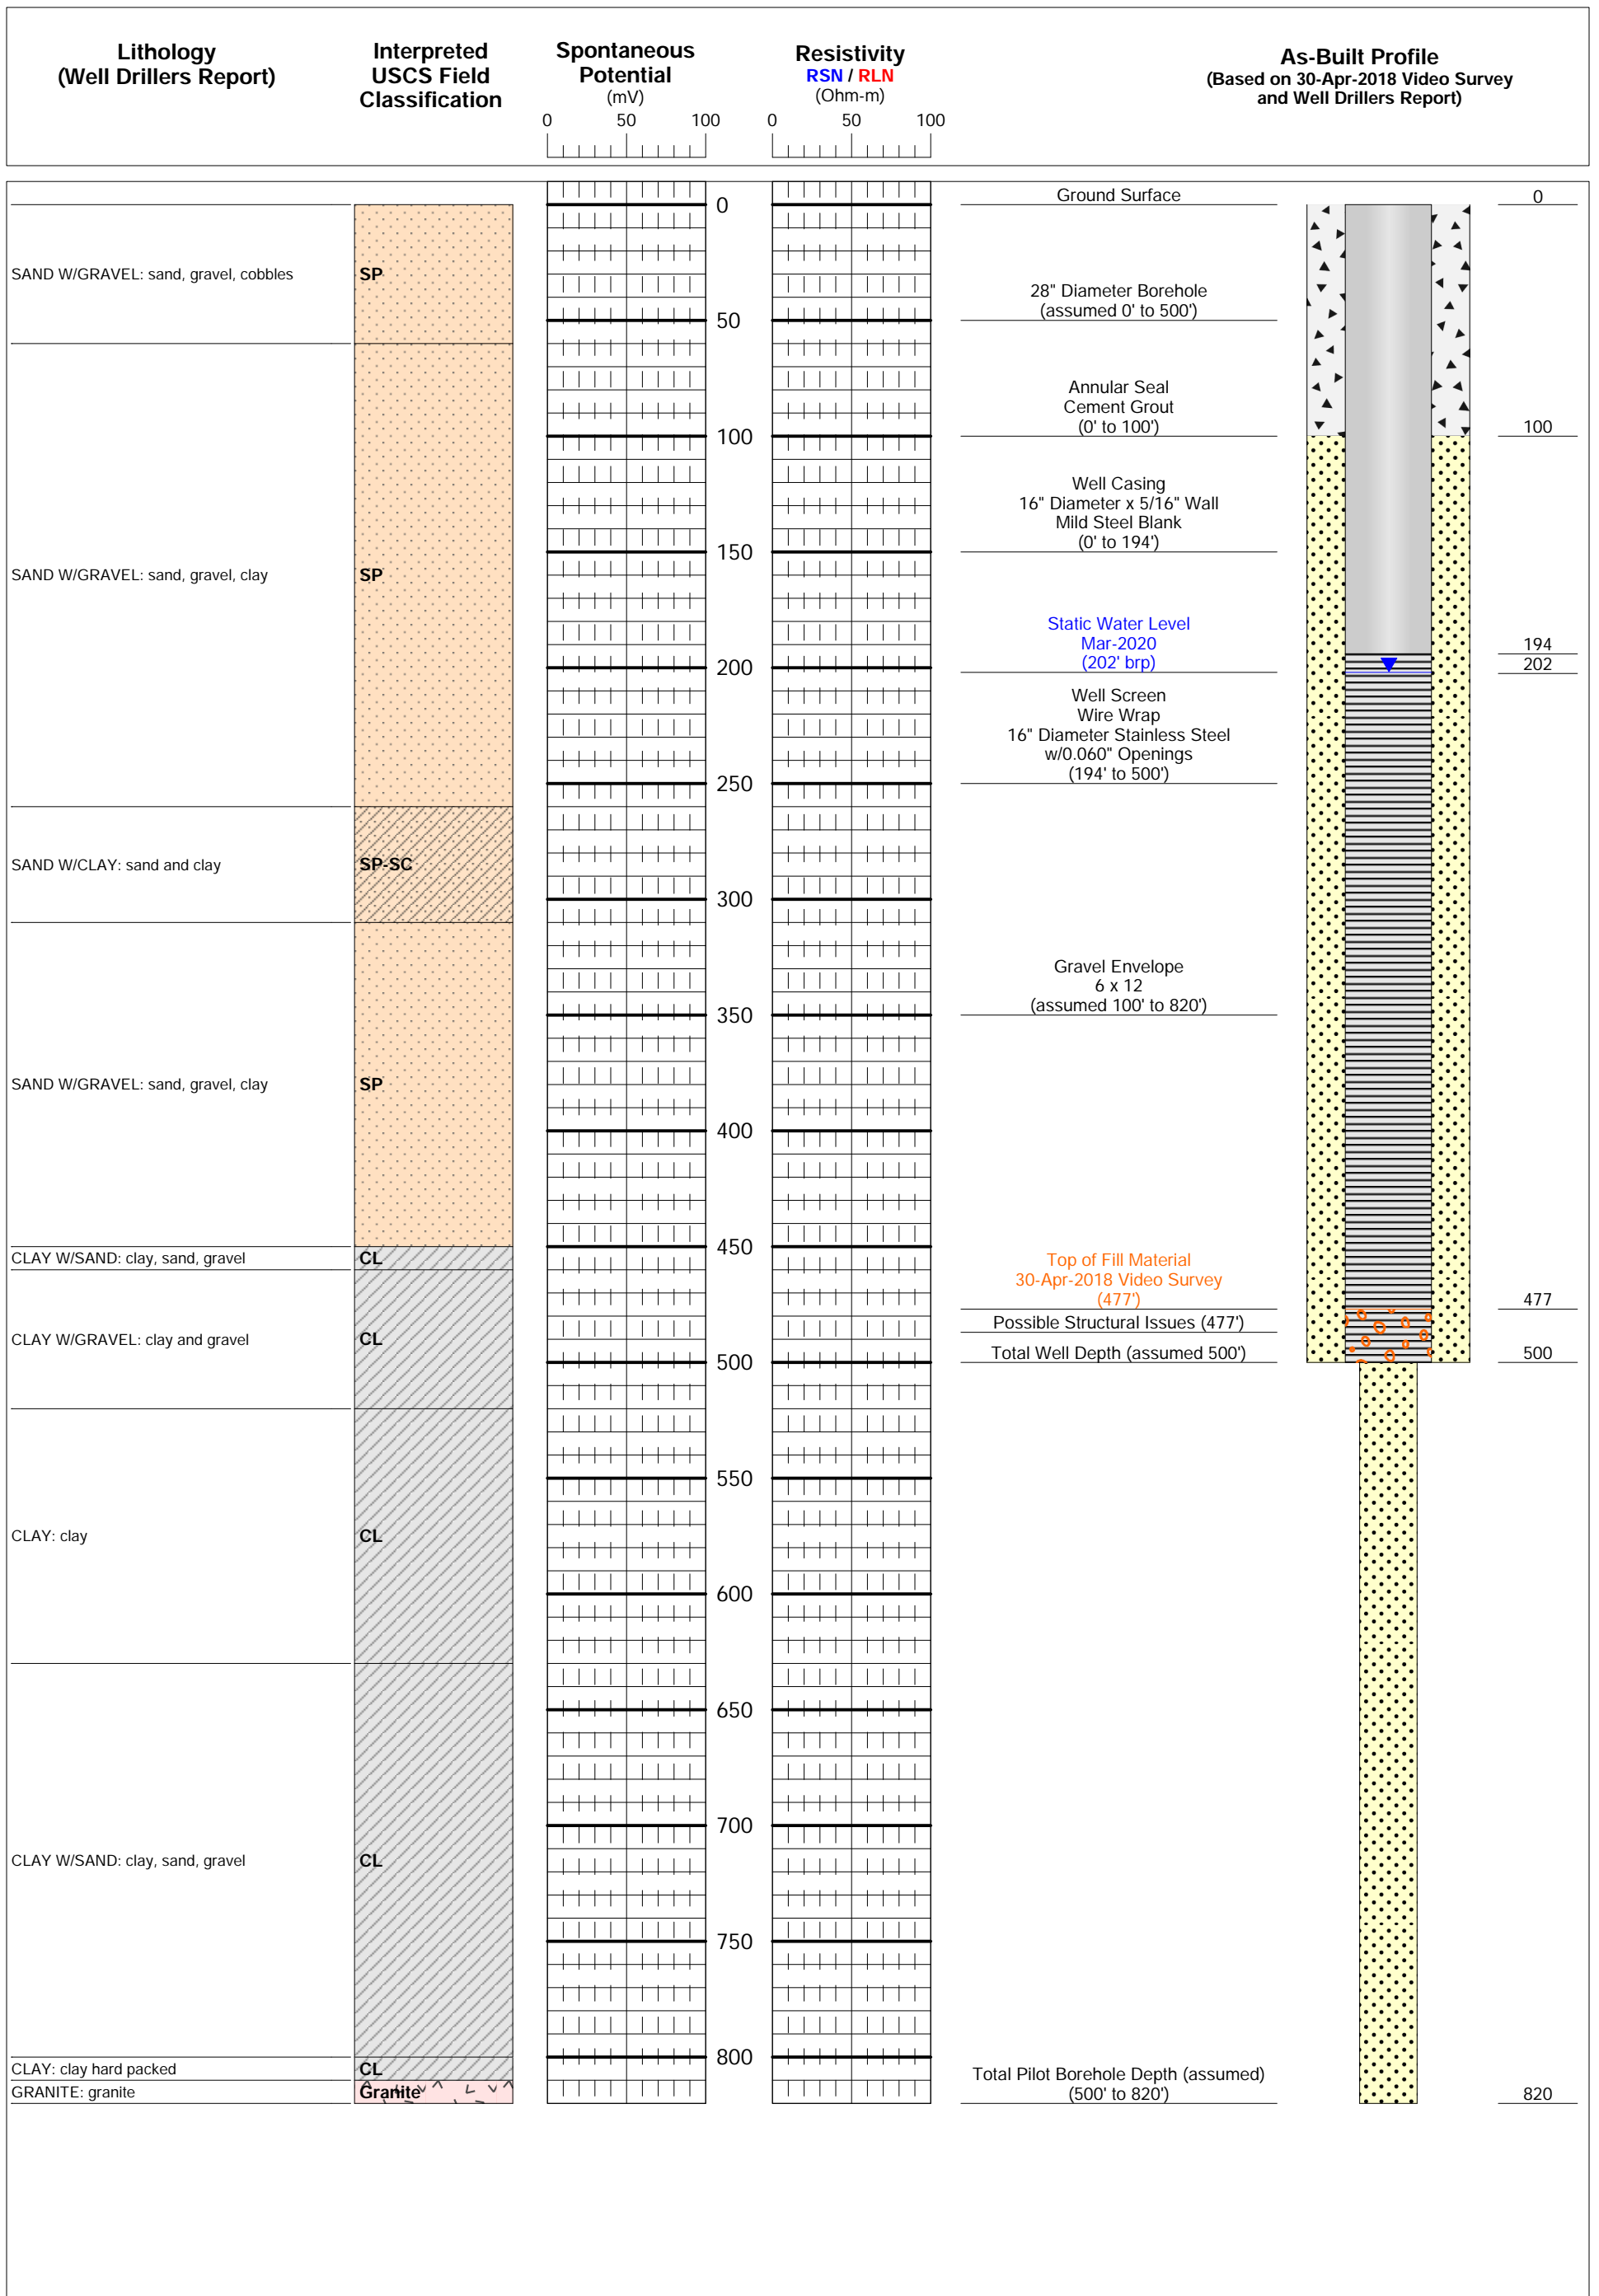 Lithology
(Well Drillers Report)
Interpreted
USCS Field
Classification
Spontaneous
Potential
(mV)
0 50 100
Resistivity
RSN / RLN
(Ohm-m)
0 50 100
As-Built Profile
(Based on 30-Apr-2018 Video Survey
and Well Drillers Report)
SAND W/GRAVEL: sand, gravel, cobbles
SAND W/GRAVEL: sand, gravel, clay
SAND W/CLAY: sand and clay
SAND W/GRAVEL: sand, gravel, clay
CLAY W/SAND: clay, sand, gravel
CLAY W/GRAVEL: clay and gravel
CLAY: clay
CLAY W/SAND: clay, sand, gravel
CLAY: clay hard packed
GRANITE: granite
SP
SP
SP-SC
SP
CL
CL
CL
CL
CL
Granite
0
50
100
150
200
250
300
350
400
450
500
550
600
650
700
750
800
Ground Surface
28" Diameter Borehole
(assumed 0' to 500')
Annular Seal
Cement Grout
(0' to 100')
Well Casing
16" Diameter x 5/16" Wall
Mild Steel Blank
(0' to 194')
Static Water Level
Mar-2020
(202' brp)
Well Screen
Wire Wrap
16" Diameter Stainless Steel
w/0.060" Openings
(194' to 500')
Gravel Envelope
6 x 12
(assumed 100' to 820')
Top of Fill Material
30-Apr-2018 Video Survey
(477')
Possible Structural Issues (477')
Total Well Depth (assumed 500')
Total Pilot Borehole Depth (assumed)
(500' to 820')
0
100
194
202
477
500
820